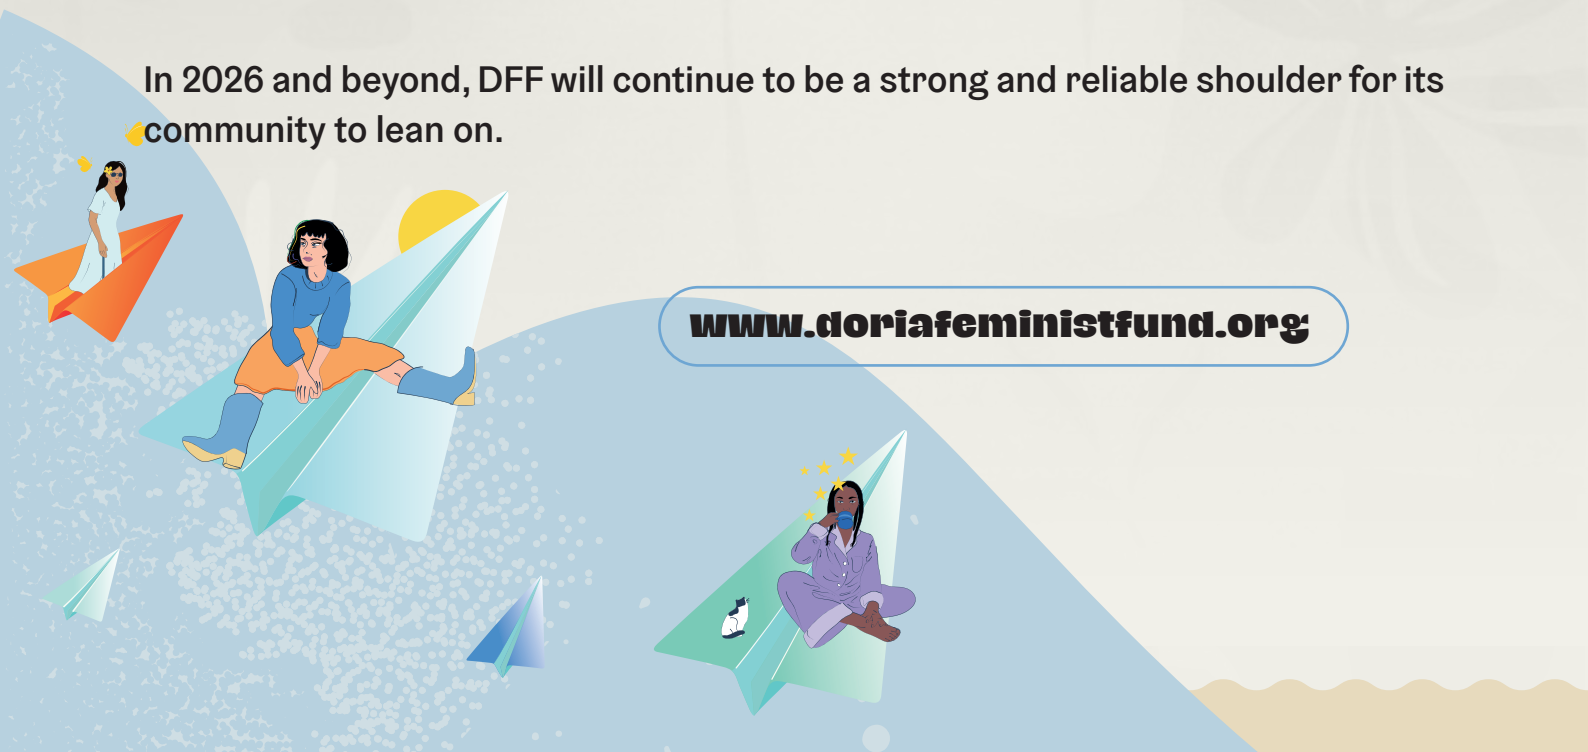 In 2026 and beyond, DFF will continue to be a strong and reliable shoulder for its
community to lean on.
www.doriafeministfund.org